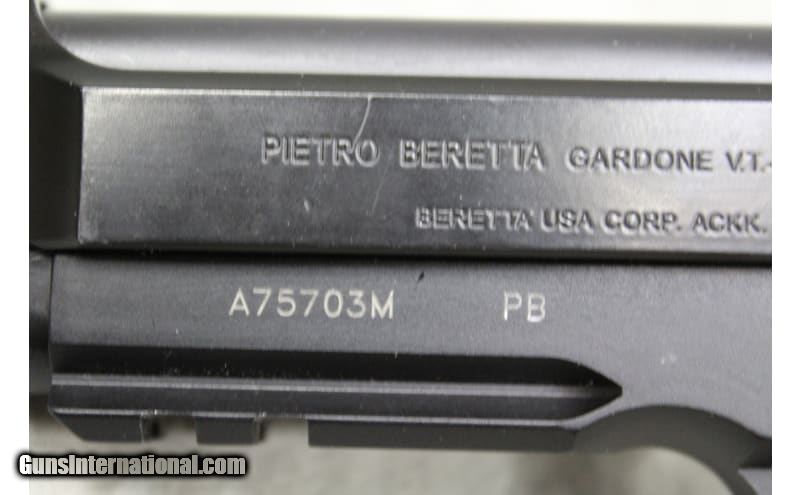 PIETRO BERETTA GARDONE V.T.-
BERETTA USA CORP. ACKK.
A75703M PB
GunsInternational.com